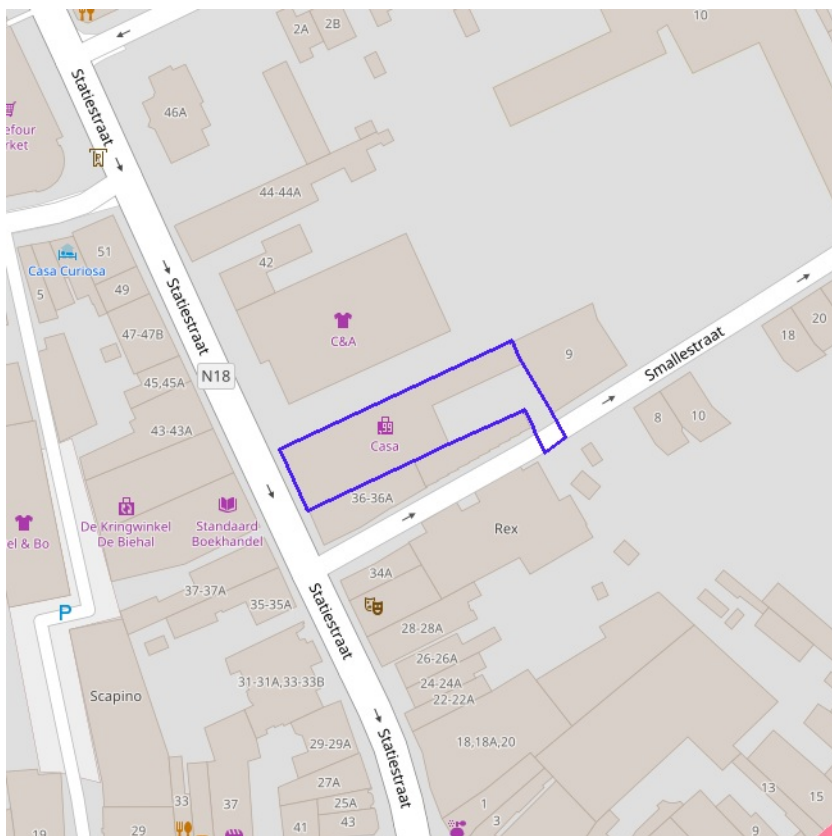 2A
2B
10
Statiestraat
46A
efour
rket
P
44-44A
51
42
Casa Curiosa
5
49
Statiestraat
C&A
47-47B
N18
45,45A
Smallestraat
20
18
9
43-43A
8
10
Casa
36-36A
De Kringwinkel
De Biehal
Standaard
Boekhandel
el & Bo
Rex
34A
37-37A
35-35A
P
Statiestraat
28-28A
26-26A
24-24A
22-22A
31-31A,33-33B
Scapino
Statiestraat
29-29A
18,18A,20
27A
25A
13
15
33
37
1
3
29
41
43
19
9